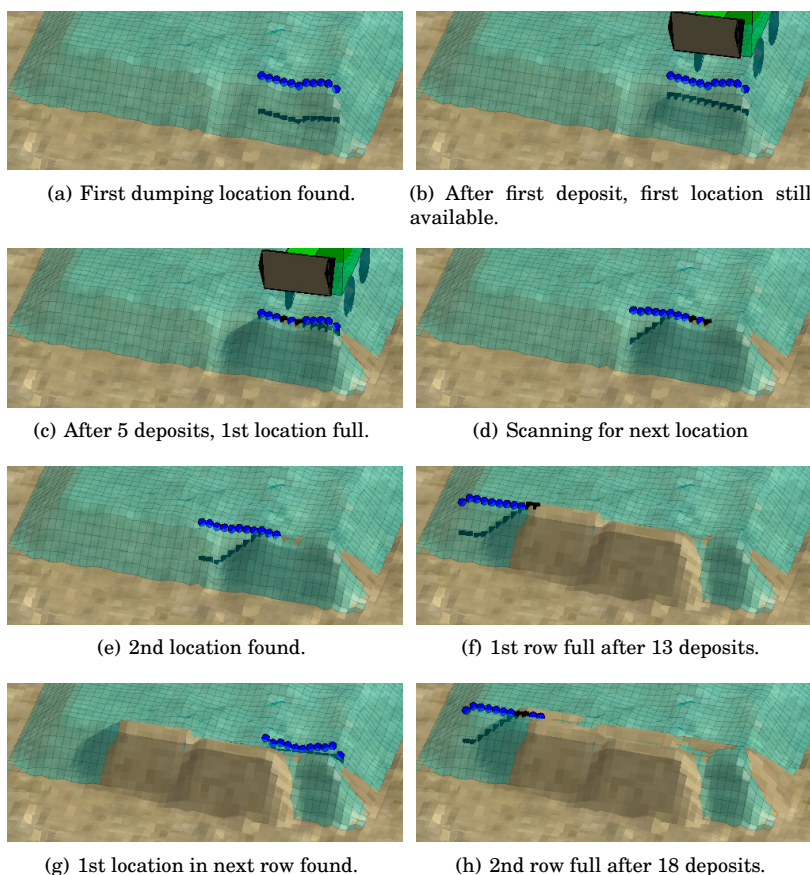 (a) First dumping location found.
(b) After first deposit, first location still
available.
(c) After 5 deposits, 1st location full.
(d) Scanning for next location
(e) 2nd location found.
(f) 1st row full after 13 deposits.
(g) 1st location in next row found.
(h) 2nd row full after 18 deposits.